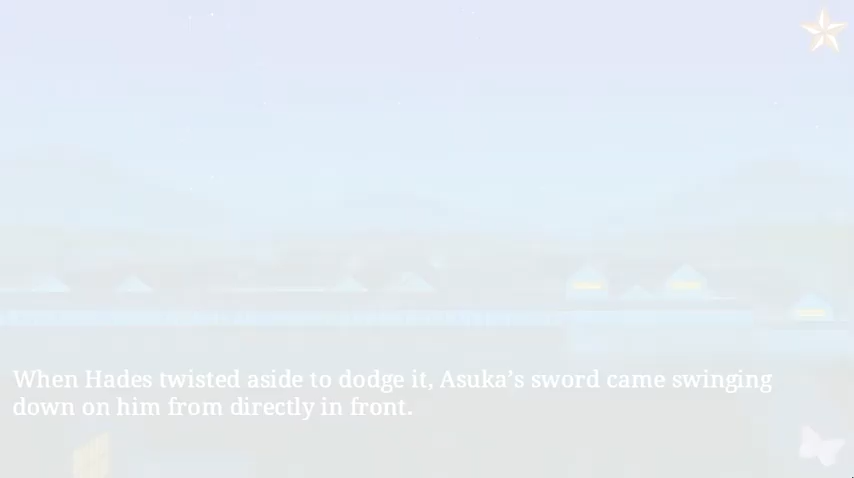 When Hades twisted aside to dodge it, Asuka’s sword came swinging
down on him from directly in front.